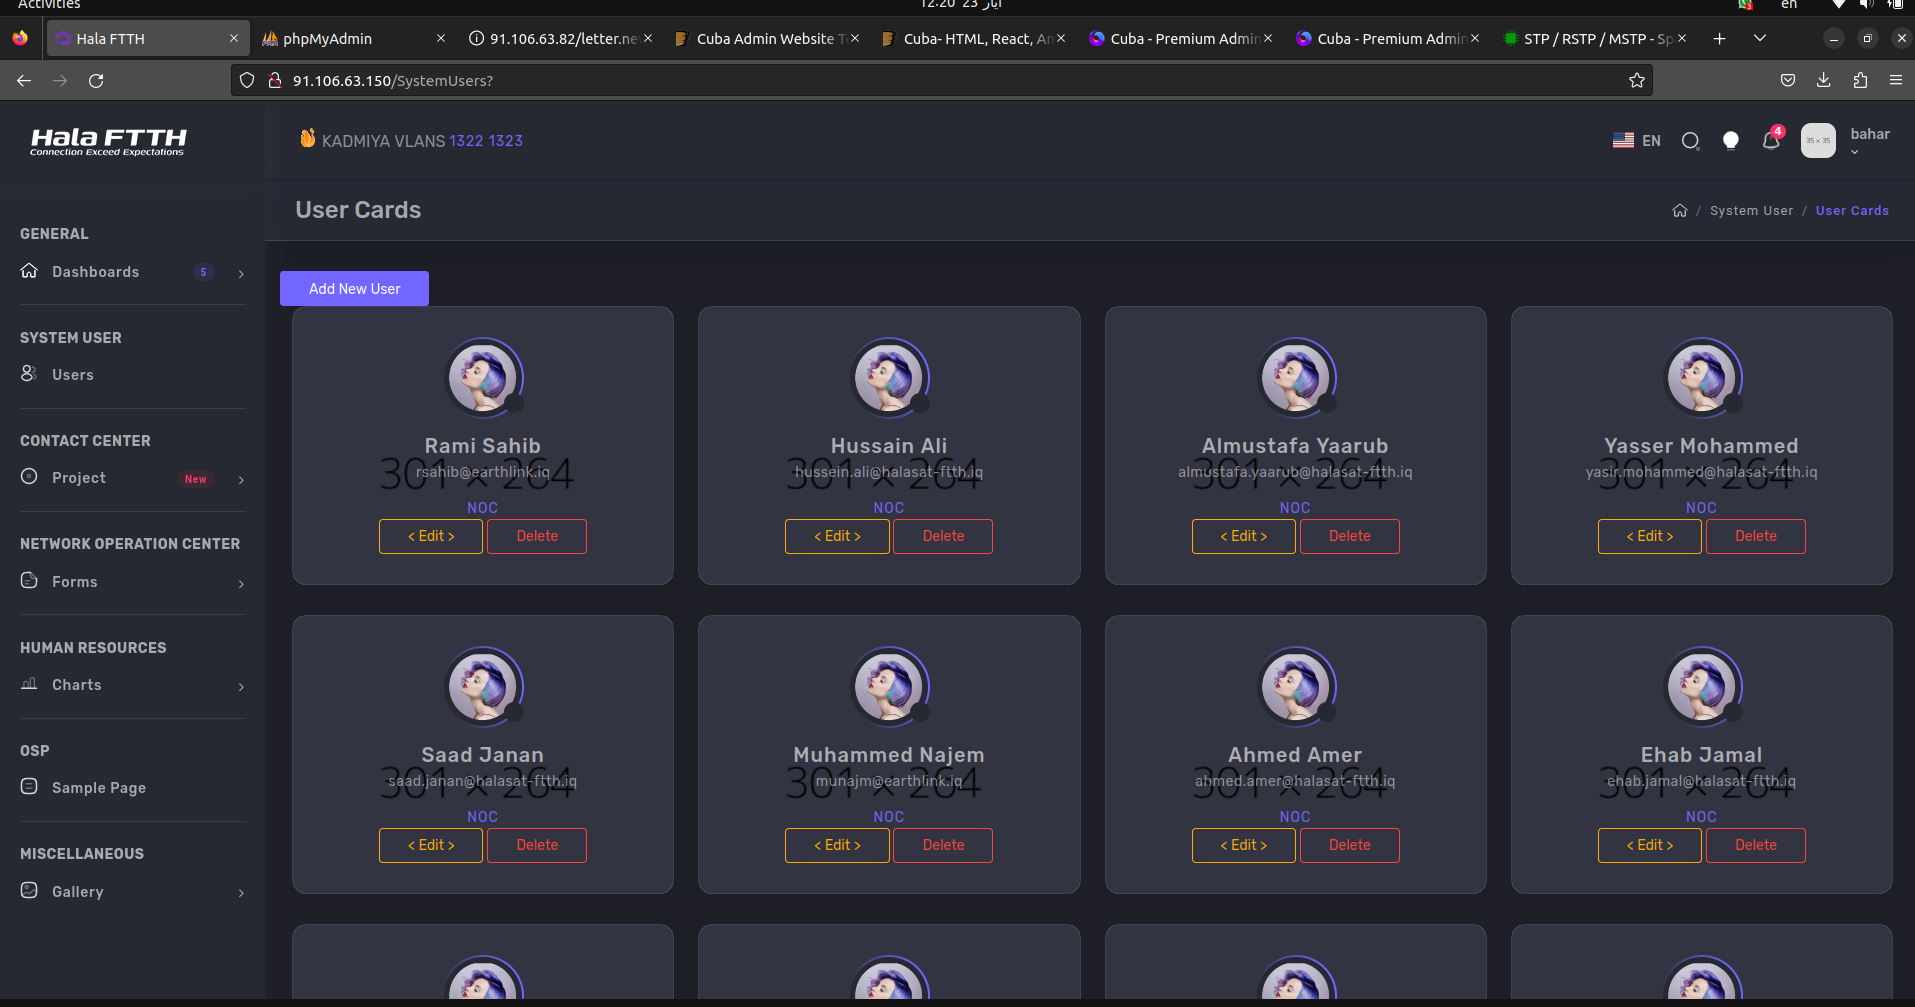 Activities
12:20 23 أيار
en
Hala FTTH
phpMyAdmin
91.106.63.82/letter.ne
Cuba Admin Website T
Cuba- HTML, React, An
Cuba - Premium Admin
Cuba - Premium Admin
STP / RSTP / MSTP - Sp
91.106.63.150/SystemUsers?
Hala FTTH
Connection Exceed Expectations
KADMIYA VLANS 1322 1323
EN
4
35 × 35
bahar
User Cards
/ System User / User Cards
GENERAL
Dashboards 5
SYSTEM USER
Users
CONTACT CENTER
Project New
NETWORK OPERATION CENTER
Forms
HUMAN RESOURCES
Charts
OSP
Sample Page
MISCELLANEOUS
Gallery
Add New User
Rami Sahib
rsahib@earthlink.iq
301 × 264
NOC
< Edit > Delete
Hussain Ali
hussein.ali@halasat-ftth.iq
301 × 264
NOC
< Edit > Delete
Almustafa Yaarub
almustafa.yaarub@halasat-ftth.iq
301 × 264
NOC
< Edit > Delete
Yasser Mohammed
yasir.mohammed@halasat-ftth.iq
301 × 264
NOC
< Edit > Delete
Saad Janan
saad.janan@halasat-ftth.iq
301 × 264
NOC
< Edit > Delete
Muhammed Najem
munajm@earthlink.iq
301 × 264
NOC
< Edit > Delete
Ahmed Amer
ahmed.amer@halasat-ftth.iq
301 × 264
NOC
< Edit > Delete
Ehab Jamal
ehab.jamal@halasat-ftth.iq
301 × 264
NOC
< Edit > Delete